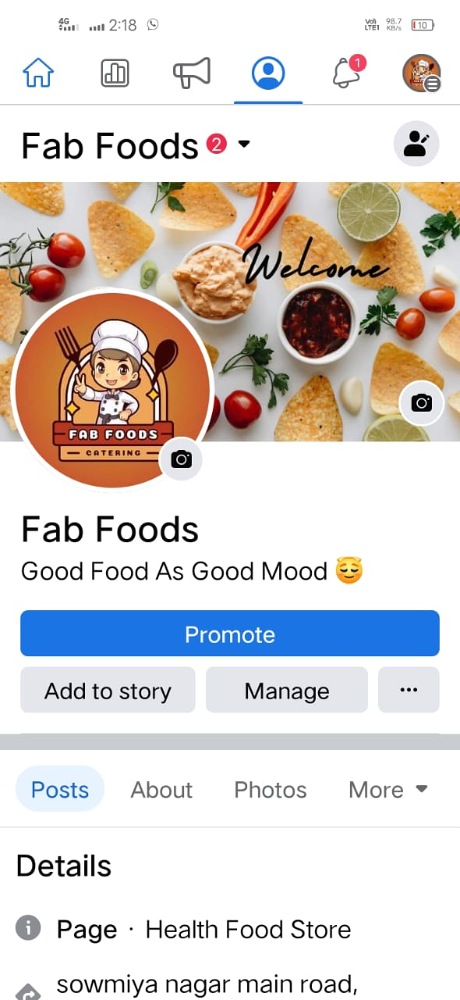 4G 2:18 Vo) LTE1 98.7 KB/s 10
1
Fab Foods 2
Welcome
FAB FOODS
CATERING
Fab Foods
Good Food As Good Mood 😇
Promote
Add to story Manage ...
Posts About Photos More
Details
Page · Health Food Store
sowmiya nagar main road,